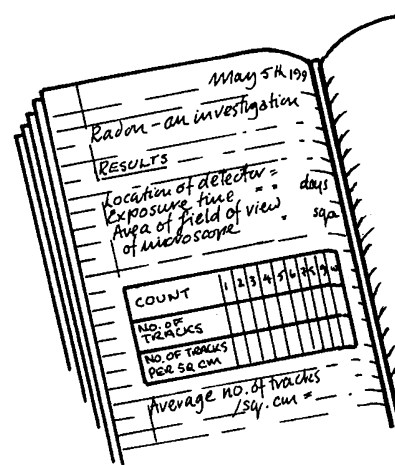 May 5th 199
Radon - an investigation
RESULTS
Location of detector =
Exposure time = = days
Area of field of view . sqa
of microscope
COUNT 1 2 3 4 5 6 7 8 9 10
NO. OF
TRACKS
NO. OF TRACKS
PER SQ CM
Average no. of tracks
/sq. cm =